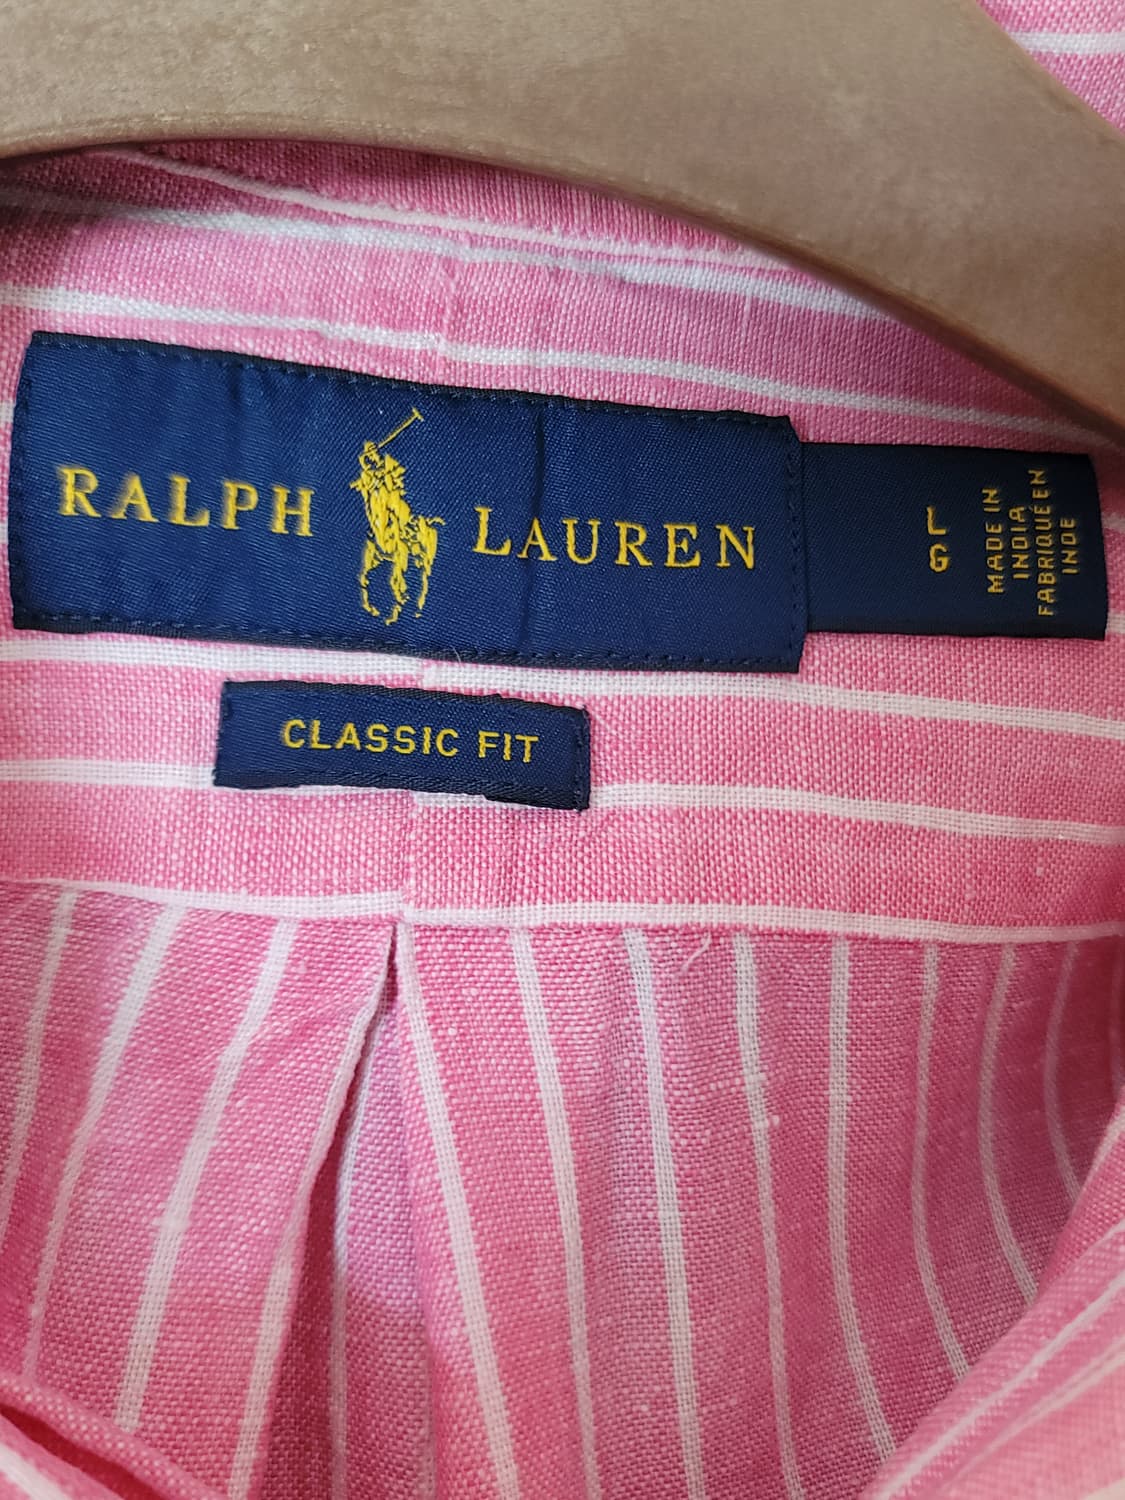 RALPH LAUREN
L
G
MADE IN
INDIA
FABRIQUÉ EN
INDE
CLASSIC FIT